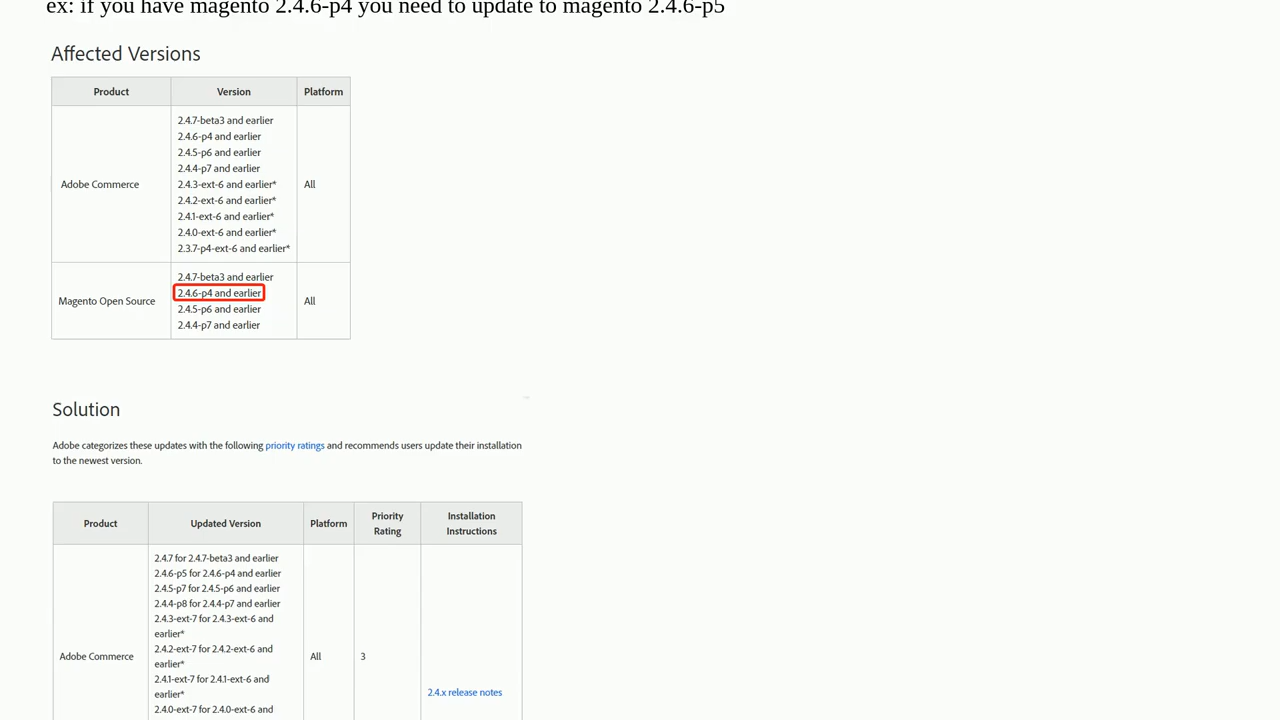 ex: if you have magento 2.4.6-p4 you need to update to magento 2.4.6-p5
Affected Versions
Product Version Platform
Adobe Commerce
2.4.7-beta3 and earlier
2.4.6-p4 and earlier
2.4.5-p6 and earlier
2.4.4-p7 and earlier
2.4.3-ext-6 and earlier*
2.4.2-ext-6 and earlier*
2.4.1-ext-6 and earlier*
2.4.0-ext-6 and earlier*
2.3.7-p4-ext-6 and earlier*
All
Magento Open Source
2.4.7-beta3 and earlier
2.4.6-p4 and earlier
2.4.5-p6 and earlier
2.4.4-p7 and earlier
All
Solution
Adobe categorizes these updates with the following priority ratings and recommends users update their installation
to the newest version.
Product Updated Version Platform Priority Rating Installation Instructions
Adobe Commerce
2.4.7 for 2.4.7-beta3 and earlier
2.4.6-p5 for 2.4.6-p4 and earlier
2.4.5-p7 for 2.4.5-p6 and earlier
2.4.4-p8 for 2.4.4-p7 and earlier
2.4.3-ext-7 for 2.4.3-ext-6 and
earlier*
2.4.2-ext-7 for 2.4.2-ext-6 and
earlier*
2.4.1-ext-7 for 2.4.1-ext-6 and
earlier*
2.4.0-ext-7 for 2.4.0-ext-6 and
All
3
2.4.x release notes